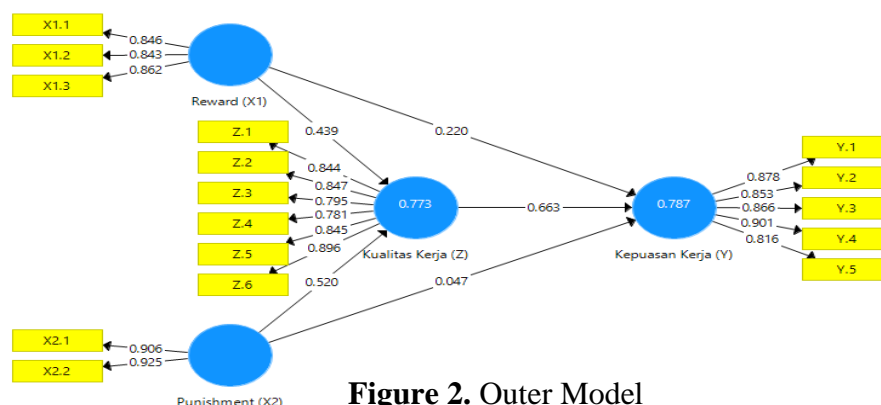 X1.1
0.846
X1.2
0.843
X1.3
0.862
Reward (X1)
0.439
0.220
Z.1
0.844
Z.2
0.847
Z.3
0.795
Z.4
0.781
Z.5
0.845
Z.6
0.896
0.773
Kualitas Kerja (Z)
0.663
0.787
Kepuasan Kerja (Y)
0.878
Y.1
0.853
Y.2
0.866
Y.3
0.901
Y.4
0.816
Y.5
0.520
0.047
X2.1
0.906
X2.2
0.925
Punishment (X2)
Figure 2. Outer Model